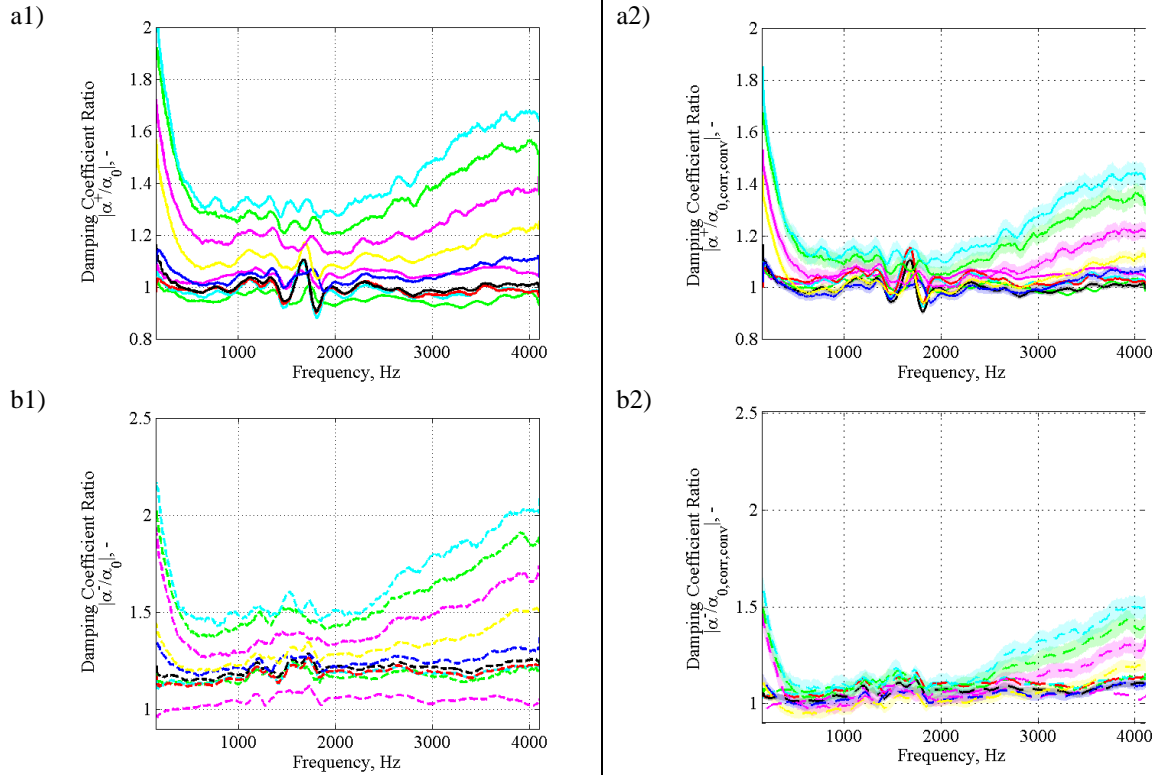 a1)
2
1.8
1.6
1.4
1.2
1
0.8
1000 2000 3000 4000
Frequency, Hz
Damping Coefficient Ratio
|α⁺/α₀|, -
a2)
2
1.8
1.6
1.4
1.2
1
0.8
1000 2000 3000 4000
Frequency, Hz
Damping Coefficient Ratio
|α⁺/α₀,corr,conv|, -
b1)
2.5
2
1.5
1
1000 2000 3000 4000
Frequency, Hz
Damping Coefficient Ratio
|α⁻/α₀|, -
b2)
2.5
2
1.5
1
1000 2000 3000 4000
Frequency, Hz
Damping Coefficient Ratio
|α⁻/α₀,corr,conv|, -